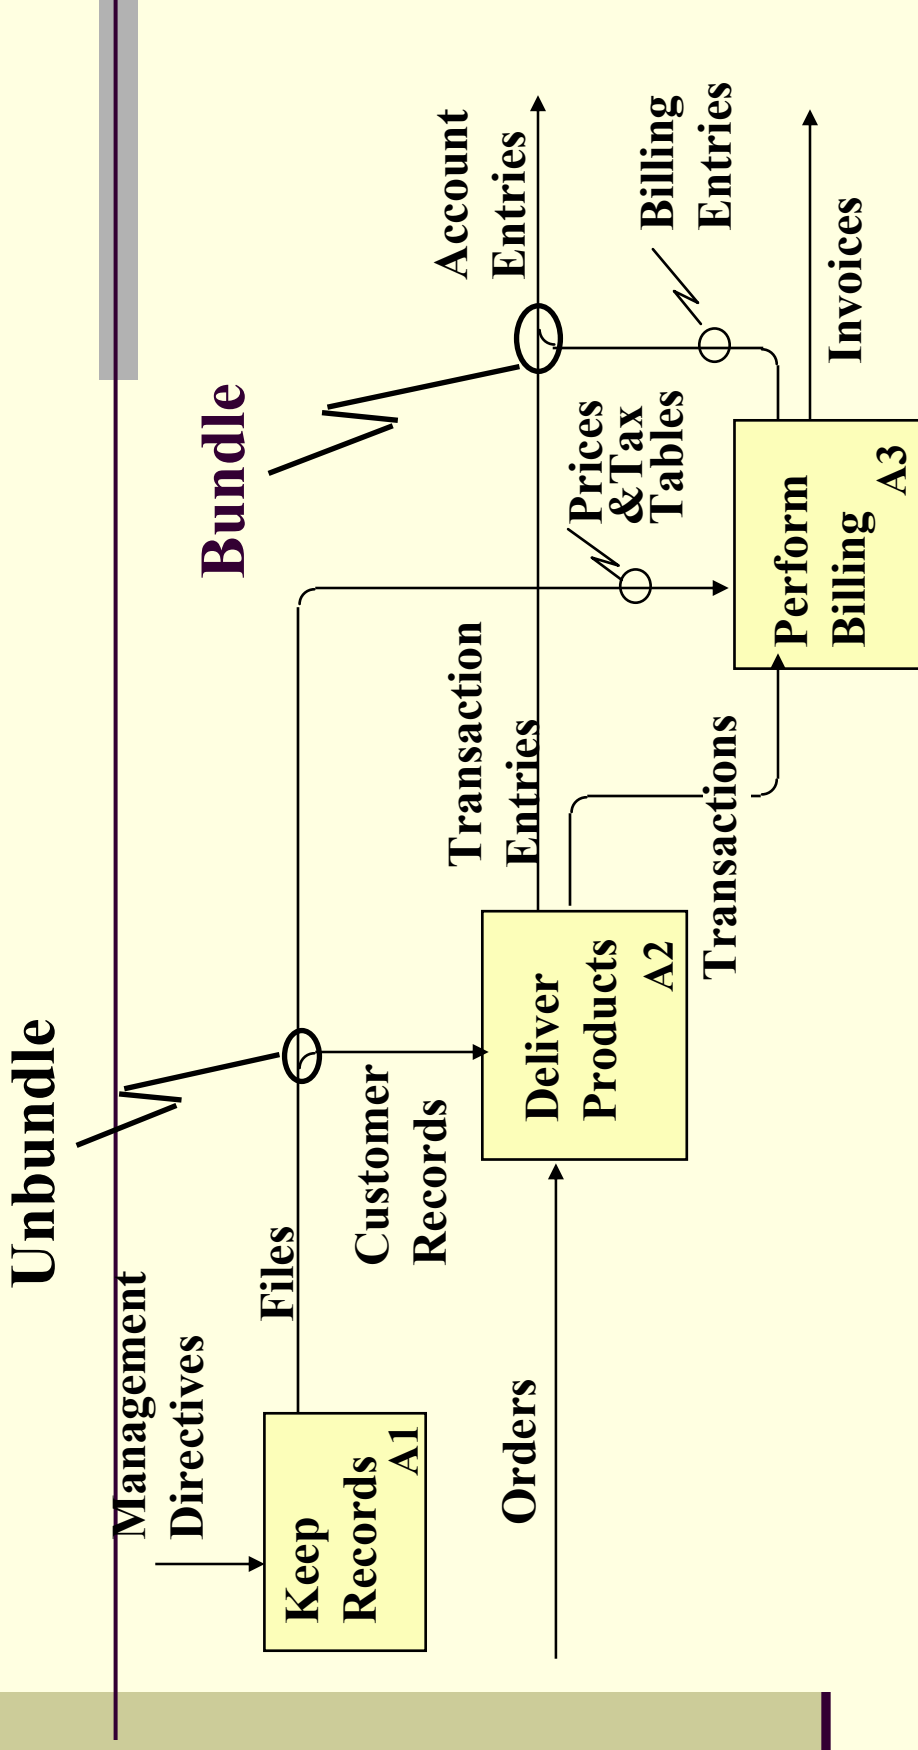 Unbundle
Bundle
Management
Directives
Files
Keep
Records
A1
Customer
Records
Orders
Deliver
Products
A2
Transaction
Entries
Transactions
Account
Entries
Prices
&Tax
Tables
Billing
Entries
Perform
Billing
A3
Invoices